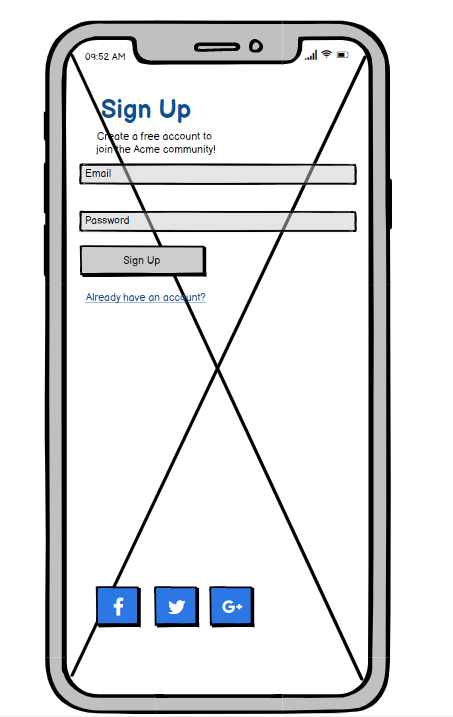 09:52 AM
Sign Up
Create a free account to
join the Acme community!
Email
Password
Sign Up
Already have an account?
f
G+